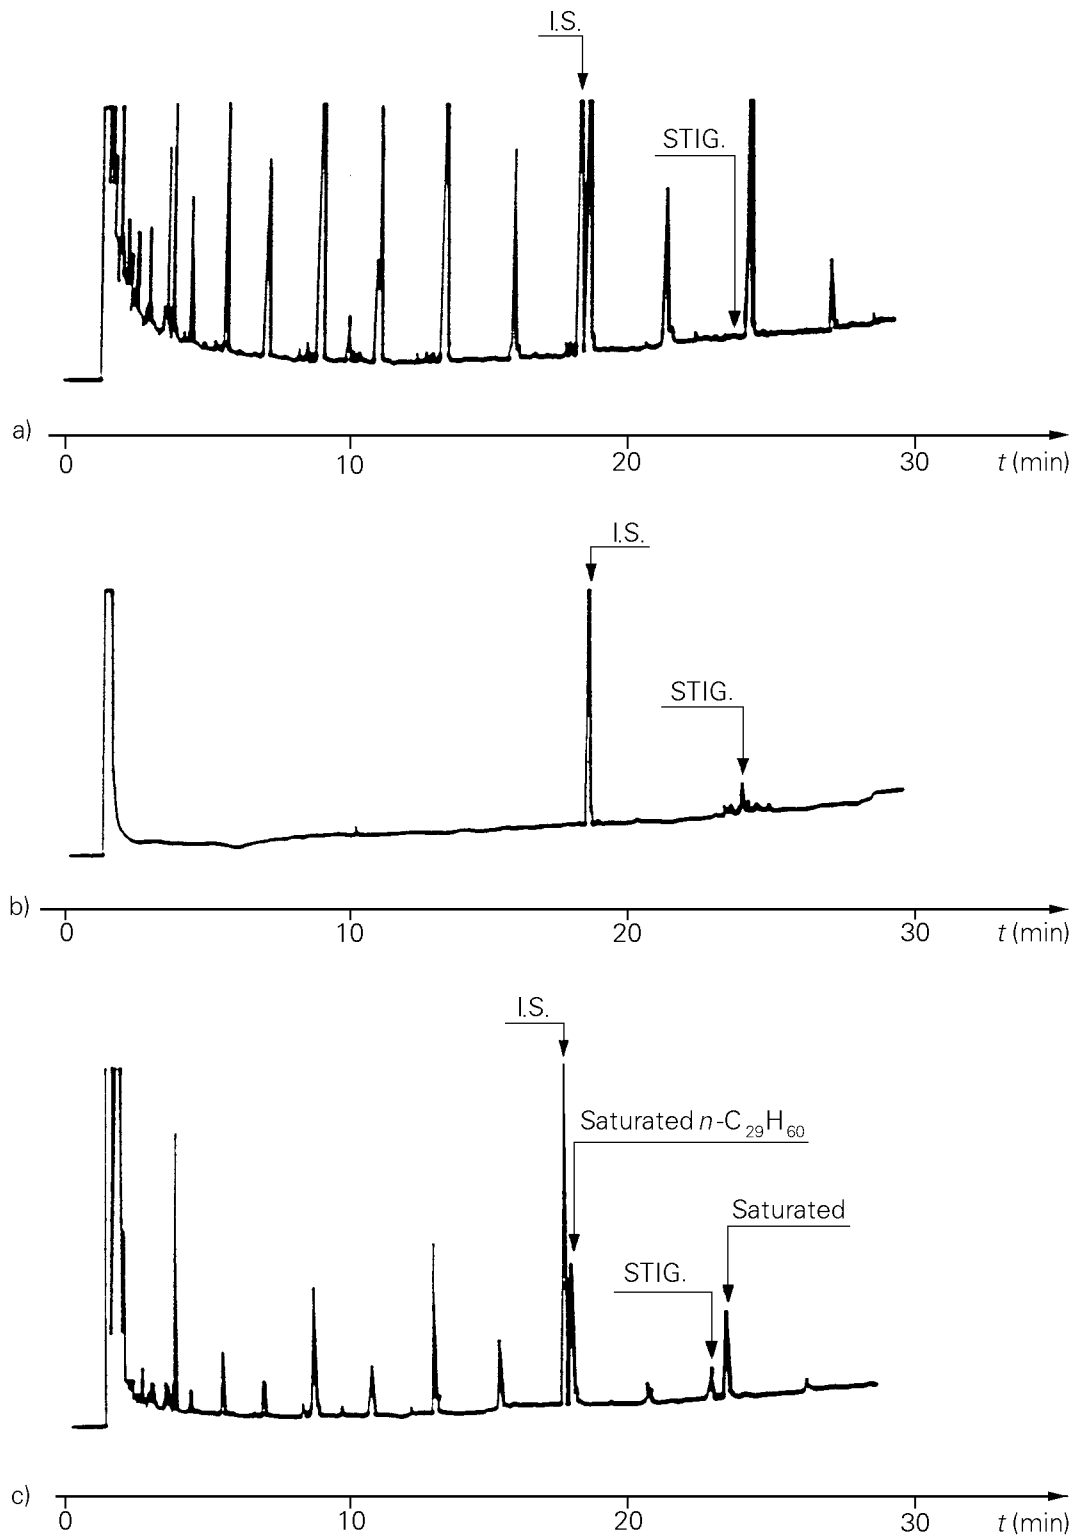 I.S.
STIG.
a)
0 10 20 30 t (min)
I.S.
STIG.
b)
0 10 20 30 t (min)
I.S.
Saturated n-C₂₉H₆₀
Saturated
STIG.
c)
0 10 20 30 t (min)